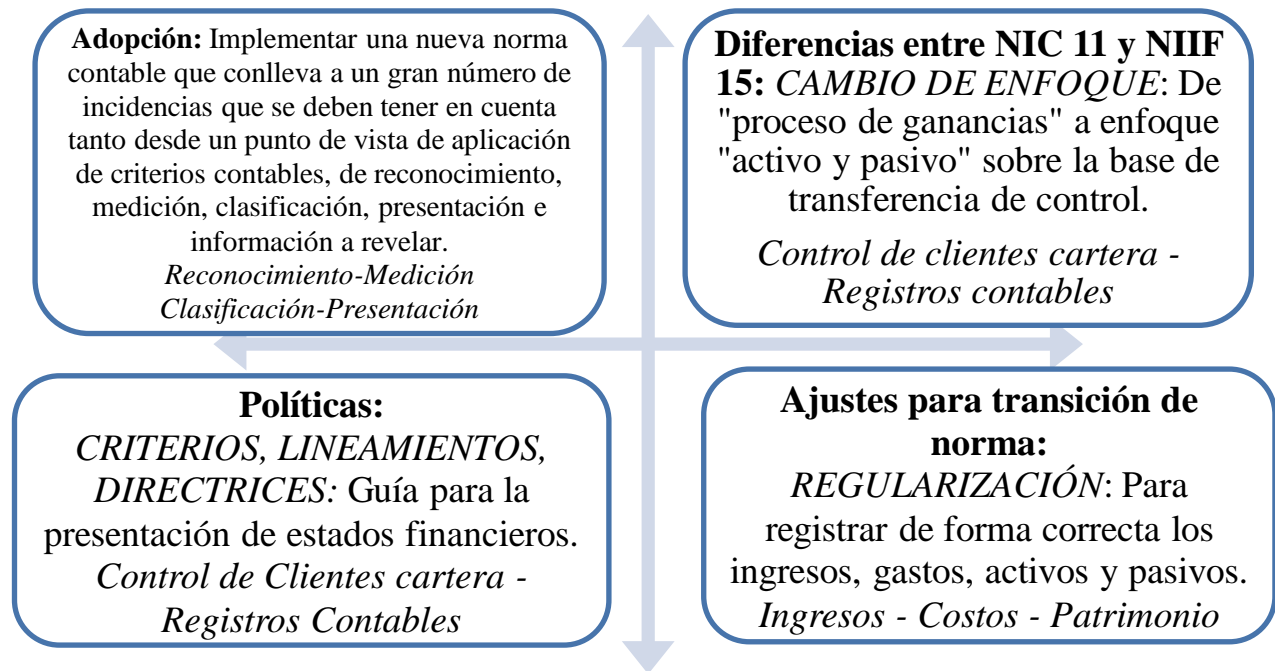 Adopción: Implementar una nueva norma
contable que conlleva a un gran número de
incidencias que se deben tener en cuenta
tanto desde un punto de vista de aplicación
de criterios contables, de reconocimiento,
medición, clasificación, presentación e
información a revelar.
Reconocimiento-Medición
Clasificación-Presentación
Diferencias entre NIC 11 y NIIF
15: CAMBIO DE ENFOQUE: De
"proceso de ganancias" a enfoque
"activo y pasivo" sobre la base de
transferencia de control.
Control de clientes cartera -
Registros contables
Políticas:
CRITERIOS, LINEAMIENTOS,
DIRECTRICES: Guía para la
presentación de estados financieros.
Control de Clientes cartera -
Registros Contables
Ajustes para transición de
norma:
REGULARIZACIÓN: Para
registrar de forma correcta los
ingresos, gastos, activos y pasivos.
Ingresos - Costos - Patrimonio